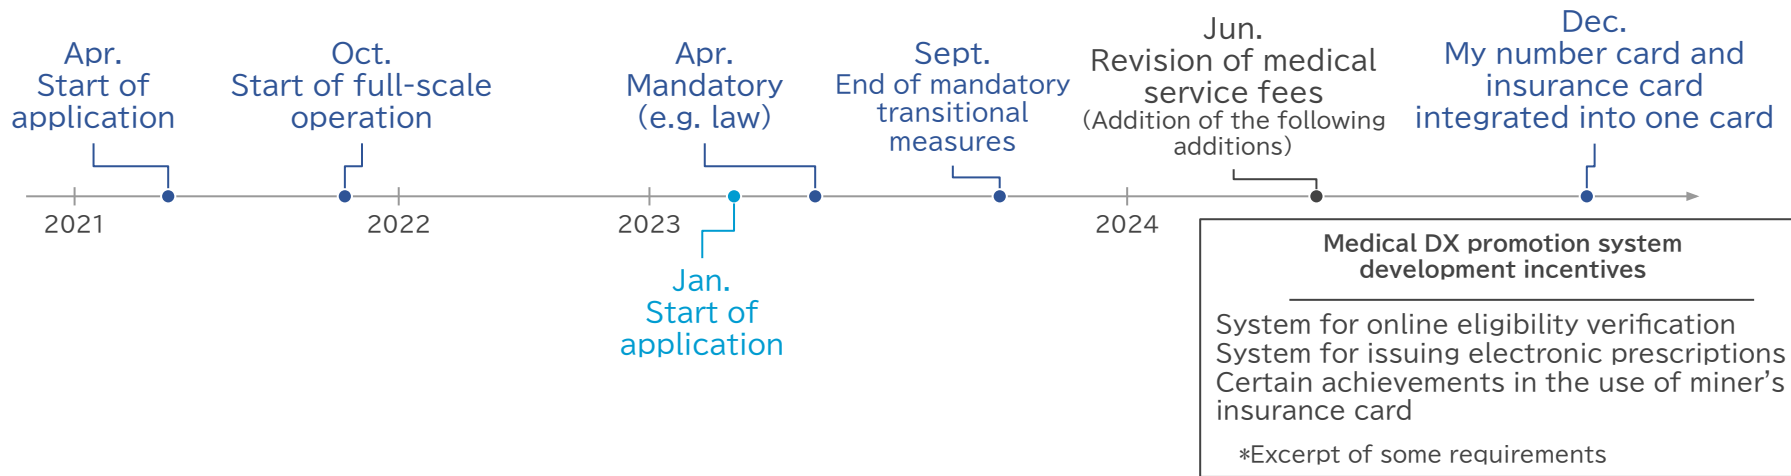 Apr.
Start of
application
Oct.
Start of full-scale
operation
Apr.
Mandatory
(e.g. law)
Sept.
End of mandatory
transitional
measures
Jun.
Revision of medical
service fees
(Addition of the following
additions)
Dec.
My number card and
insurance card
integrated into one card
2021
2022
2023
2024
Jan.
Start of
application
Medical DX promotion system
development incentives
System for online eligibility verification
System for issuing electronic prescriptions
Certain achievements in the use of miner's
insurance card
*Excerpt of some requirements